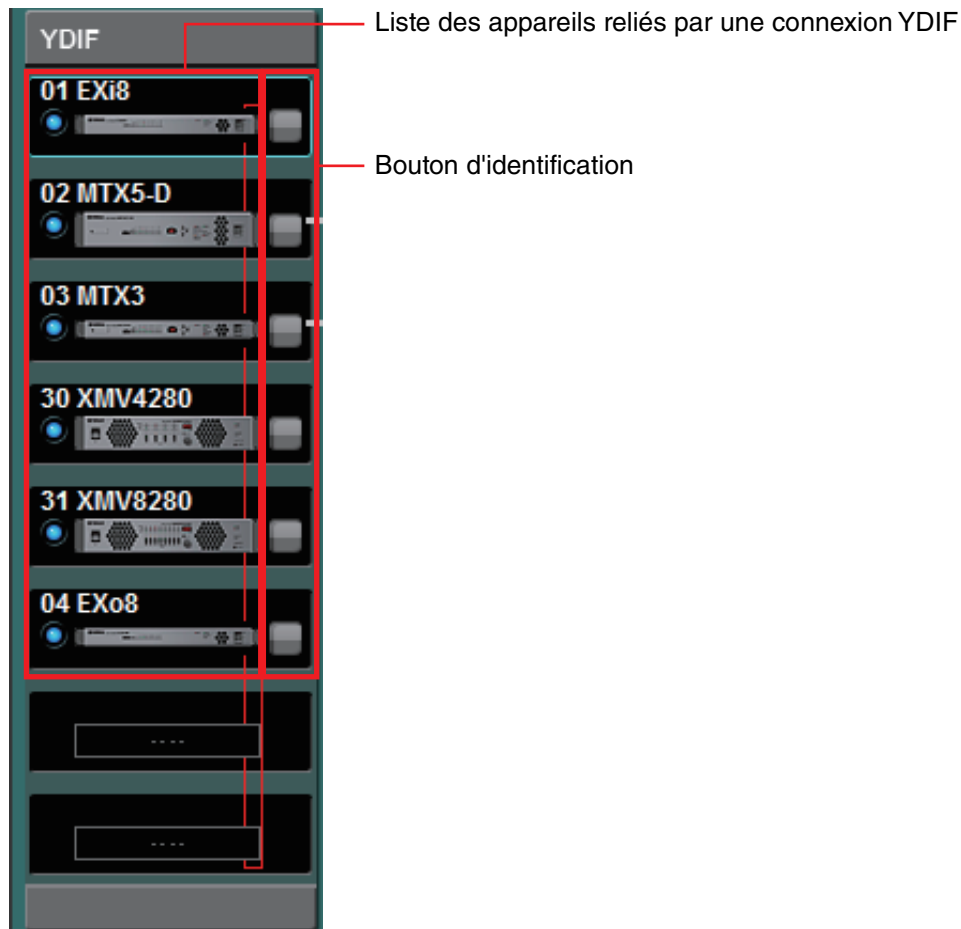 Liste des appareils reliés par une connexion YDIF
YDIF
01 EXi8
Bouton d'identification
02 MTX5-D
03 MTX3
30 XMV4280
31 XMV8280
04 EXo8
----
----